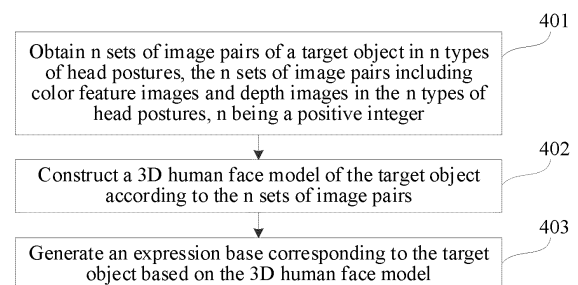 401
Obtain n sets of image pairs of a target object in n types
of head postures, the n sets of image pairs including
color feature images and depth images in the n types of
head postures, n being a positive integer
402
Construct a 3D human face model of the target object
according to the n sets of image pairs
403
Generate an expression base corresponding to the target
object based on the 3D human face model